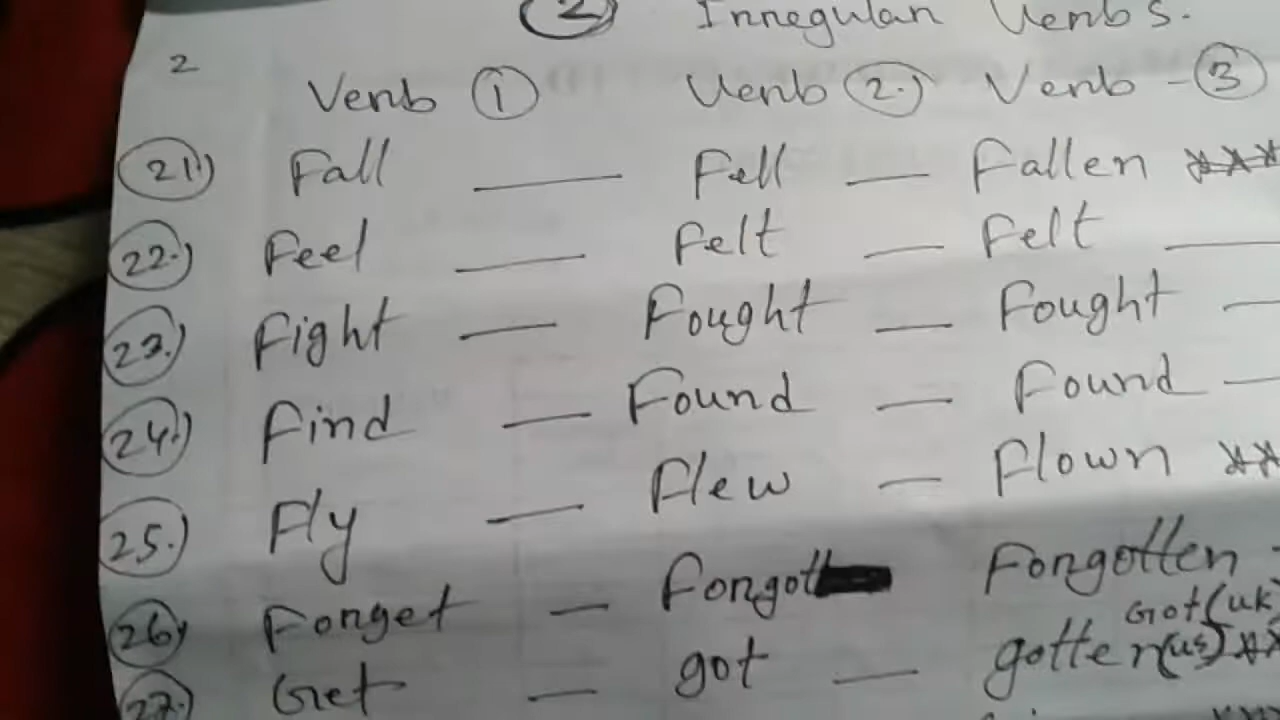 2 Irregular Verbs.
2
Verb 1 Verb 2. Verb - 3
21.) Fall — Fell — Fallen ***
22.) Feel — Felt — Felt —
23.) Fight — Fought — Fought —
24.) Find — Found — Found —
25.) Fly — Flew — Flown **
26) Forget — Forgot Forgotten -
Got (UK)
27.) Get — got — gotten (US) **